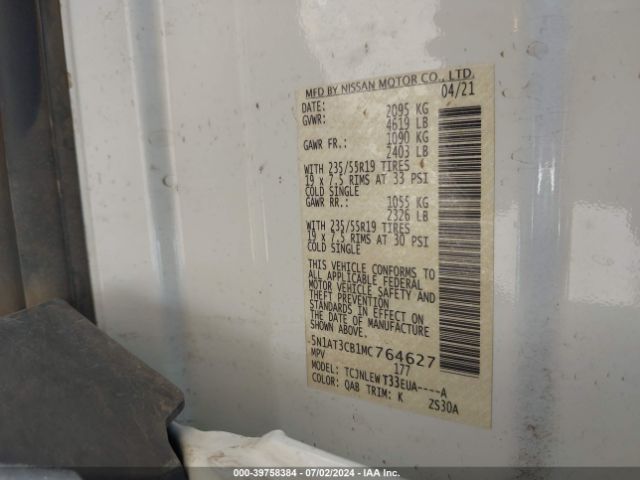 MFD BY NISSAN MOTOR CO., LTD.
DATE: 04/21
GVWR: 2095 KG
4619 LB
GAWR FR.: 1090 KG
2403 LB
WITH 235/55R19 TIRES
19 x 7.5 RIMS AT 33 PSI
COLD SINGLE
GAWR RR.: 1055 KG
2326 LB
WITH 235/55R19 TIRES
19 x 7.5 RIMS AT 30 PSI
COLD SINGLE
THIS VEHICLE CONFORMS TO
ALL APPLICABLE FEDERAL
MOTOR VEHICLE SAFETY AND
THEFT PREVENTION
STANDARDS IN EFFECT ON
THE DATE OF MANUFACTURE
SHOWN ABOVE.
5N1AT3CB1MC764627
MPV 177
TYPE: TCJNLEWT33EUA----A
COLOR: QAB TRIM: K ZS30A
000-39758384 - 07/02/2024 - IAA Inc.